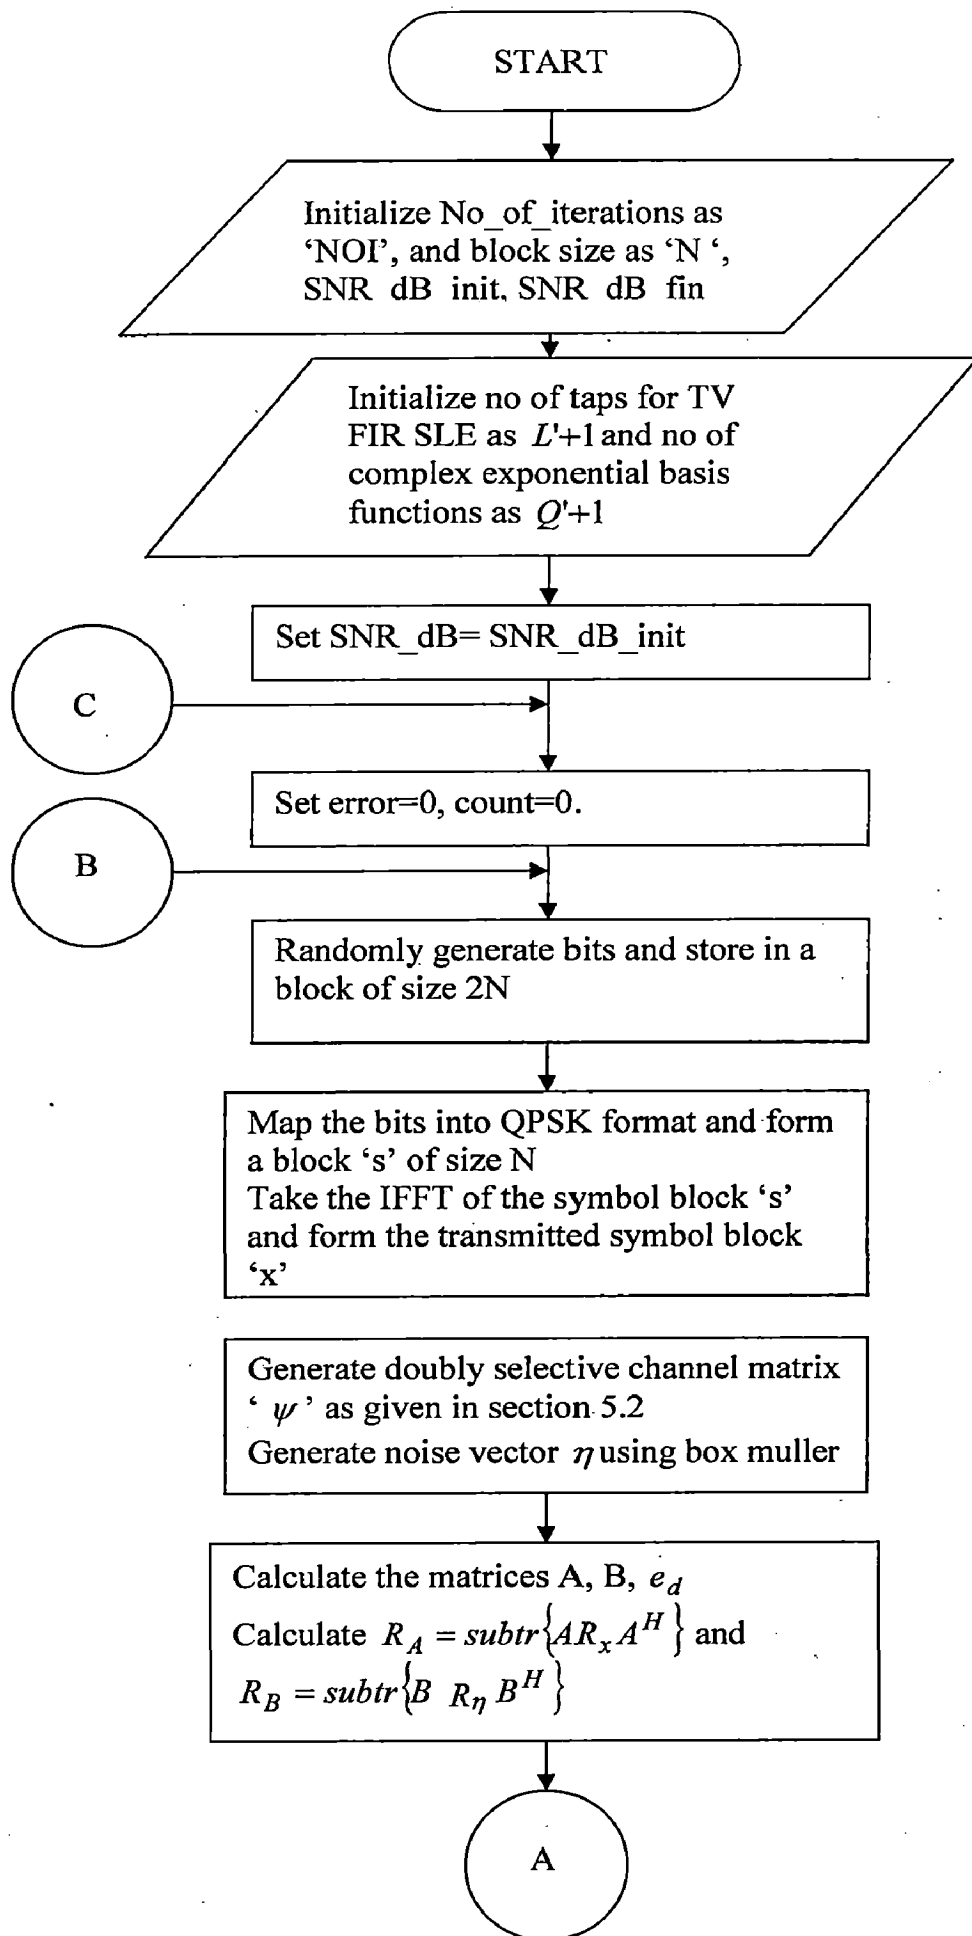 START
Initialize No_of_iterations as
‘NOI’, and block size as ‘N ‘,
SNR dB init. SNR dB fin
Initialize no of taps for TV
FIR SLE as L'+1 and no of
complex exponential basis
functions as Q'+1
Set SNR_dB= SNR_dB_init
C
Set error=0, count=0.
B
Randomly generate bits and store in a
block of size 2N
Map the bits into QPSK format and form
a block ‘s’ of size N
Take the IFFT of the symbol block ‘s’
and form the transmitted symbol block
‘x’
Generate doubly selective channel matrix
‘ ψ ’ as given in section 5.2
Generate noise vector η using box muller
Calculate the matrices A, B, e_d
Calculate R_A = subtr{AR_x A^H} and
R_B = subtr{B R_η B^H}
A